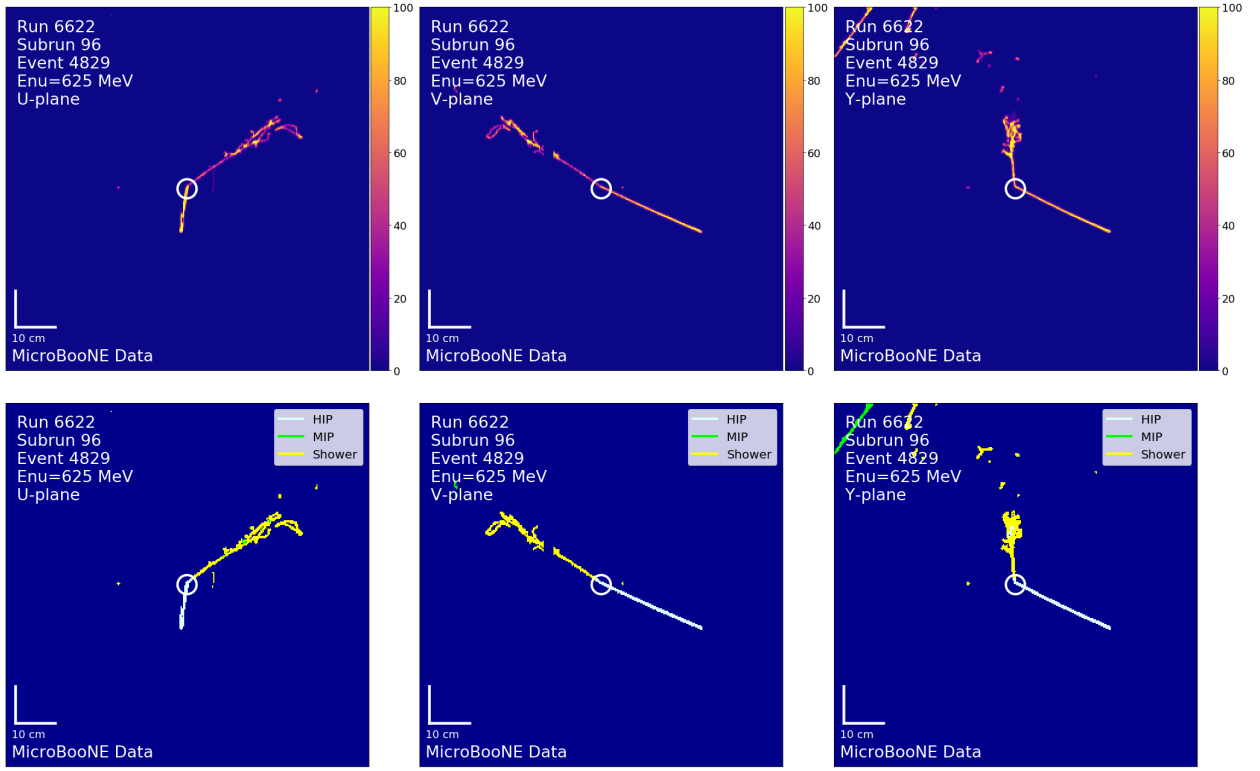 Run 6622
Subrun 96
Event 4829
Enu=625 MeV
U-plane
10 cm
MicroBooNE Data
100
80
60
40
20
0
Run 6622
Subrun 96
Event 4829
Enu=625 MeV
V-plane
10 cm
MicroBooNE Data
100
80
60
40
20
0
Run 6622
Subrun 96
Event 4829
Enu=625 MeV
Y-plane
10 cm
MicroBooNE Data
100
80
60
40
20
0
Run 6622
Subrun 96
Event 4829
Enu=625 MeV
U-plane
HIP
MIP
Shower
10 cm
MicroBooNE Data
Run 6622
Subrun 96
Event 4829
Enu=625 MeV
V-plane
HIP
MIP
Shower
10 cm
MicroBooNE Data
Run 6622
Subrun 96
Event 4829
Enu=625 MeV
Y-plane
HIP
MIP
Shower
10 cm
MicroBooNE Data